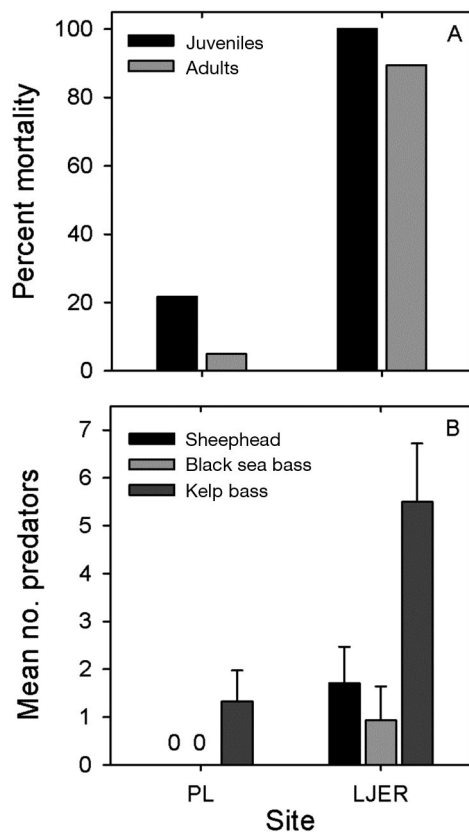 A
Juveniles
Adults
Percent mortality
100
80
60
40
20
0
B
Sheephead
Black sea bass
Kelp bass
Mean no. predators
7
6
5
4
3
2
1
0
0 0
PL LJER
Site